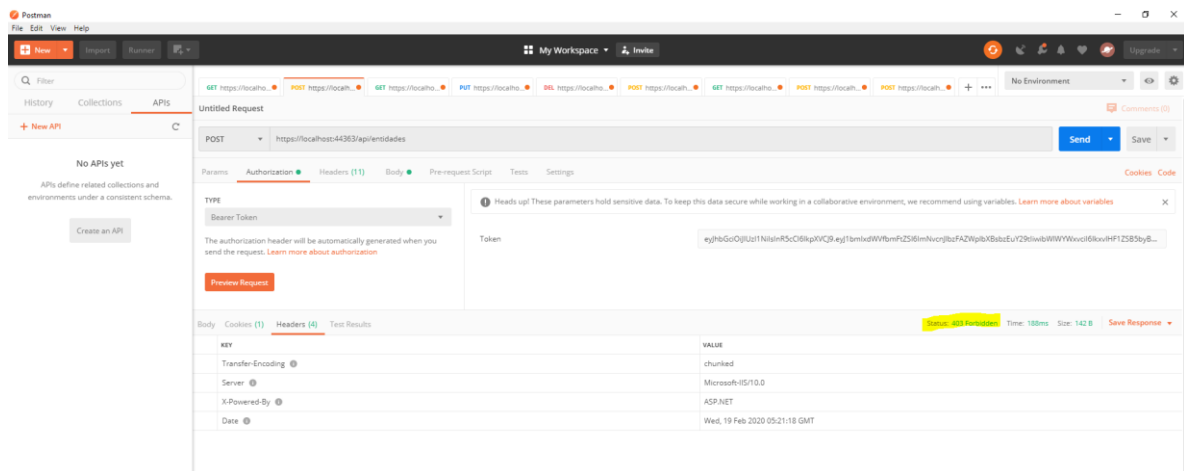 Postman
File Edit View Help
New Import Runner My Workspace Invite Upgrade
Filter
History Collections APIs
+ New API
No APIs yet
APIs define related collections and
environments under a consistent schema.
Create an API
GET https://localho... POST https://localh... GET https://localho... PUT https://localho... DEL https://localho... POST https://localh... GET https://localho... POST https://localh... POST https://localh... + ... No Environment
Untitled Request Comments (0)
POST https://localhost:44363/api/entidades Send Save
Params Authorization Headers (11) Body Pre-request Script Tests Settings Cookies Code
TYPE
Bearer Token
The authorization header will be automatically generated when you
send the request. Learn more about authorization
Preview Request
Heads up! These parameters hold sensitive data. To keep this data secure while working in a collaborative environment, we recommend using variables. Learn more about variables
Token
Body Cookies (1) Headers (4) Test Results Status: 403 Forbidden Time: 188ms Size: 142 B Save Response
KEY VALUE
Transfer-Encoding chunked
Server Microsoft-IIS/10.0
X-Powered-By ASP.NET
Date Wed, 19 Feb 2020 05:21:18 GMT